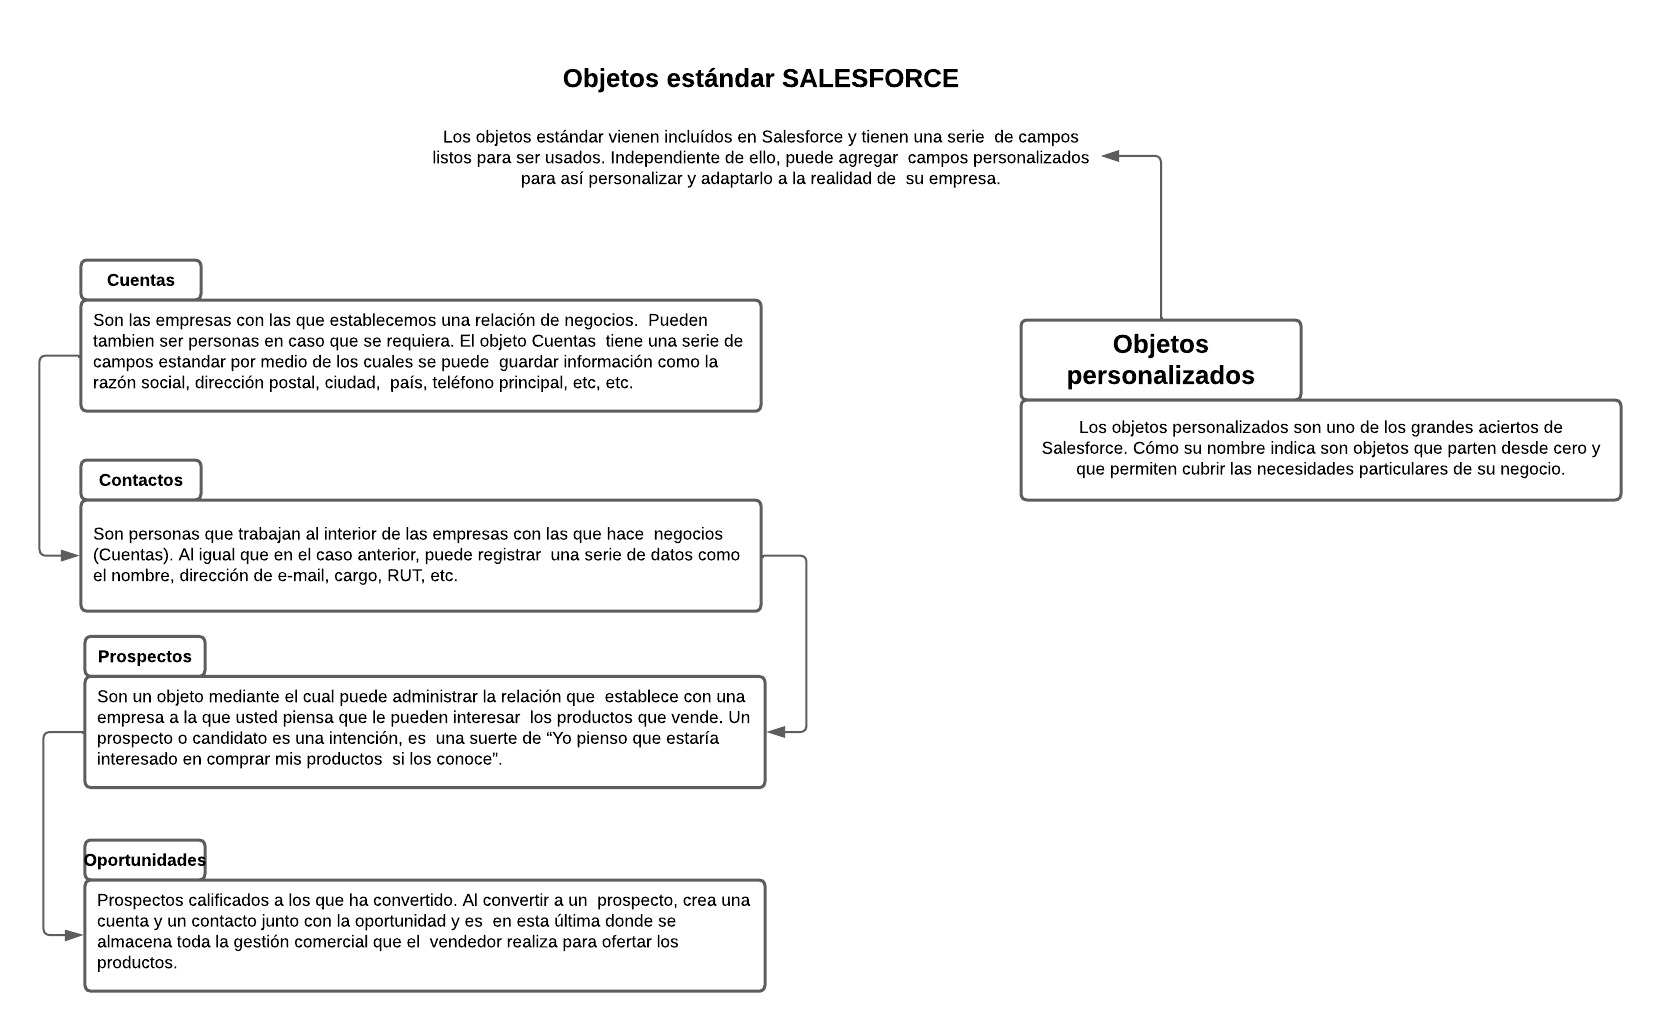 Objetos estándar SALESFORCE
Los objetos estándar vienen incluídos en Salesforce y tienen una serie  de campos
listos para ser usados. Independiente de ello, puede agregar  campos personalizados
para así personalizar y adaptarlo a la realidad de  su empresa.
Cuentas
Son las empresas con las que establecemos una relación de negocios.  Pueden
tambien ser personas en caso que se requiera. El objeto Cuentas  tiene una serie de
campos estandar por medio de los cuales se puede  guardar información como la
razón social, dirección postal, ciudad,  país, teléfono principal, etc, etc.
Contactos
Son personas que trabajan al interior de las empresas con las que hace  negocios
(Cuentas). Al igual que en el caso anterior, puede registrar  una serie de datos como
el nombre, dirección de e-mail, cargo, RUT, etc.
Prospectos
Son un objeto mediante el cual puede administrar la relación que  establece con una
empresa a la que usted piensa que le pueden interesar  los productos que vende. Un
prospecto o candidato es una intención, es  una suerte de “Yo pienso que estaría
interesado en comprar mis productos  si los conoce”.
Oportunidades
Prospectos calificados a los que ha convertido. Al convertir a un  prospecto, crea una
cuenta y un contacto junto con la oportunidad y es  en esta última donde se
almacena toda la gestión comercial que el  vendedor realiza para ofertar los
productos.
Objetos
personalizados
Los objetos personalizados son uno de los grandes aciertos de
Salesforce. Cómo su nombre indica son objetos que parten desde cero y
que permiten cubrir las necesidades particulares de su negocio.